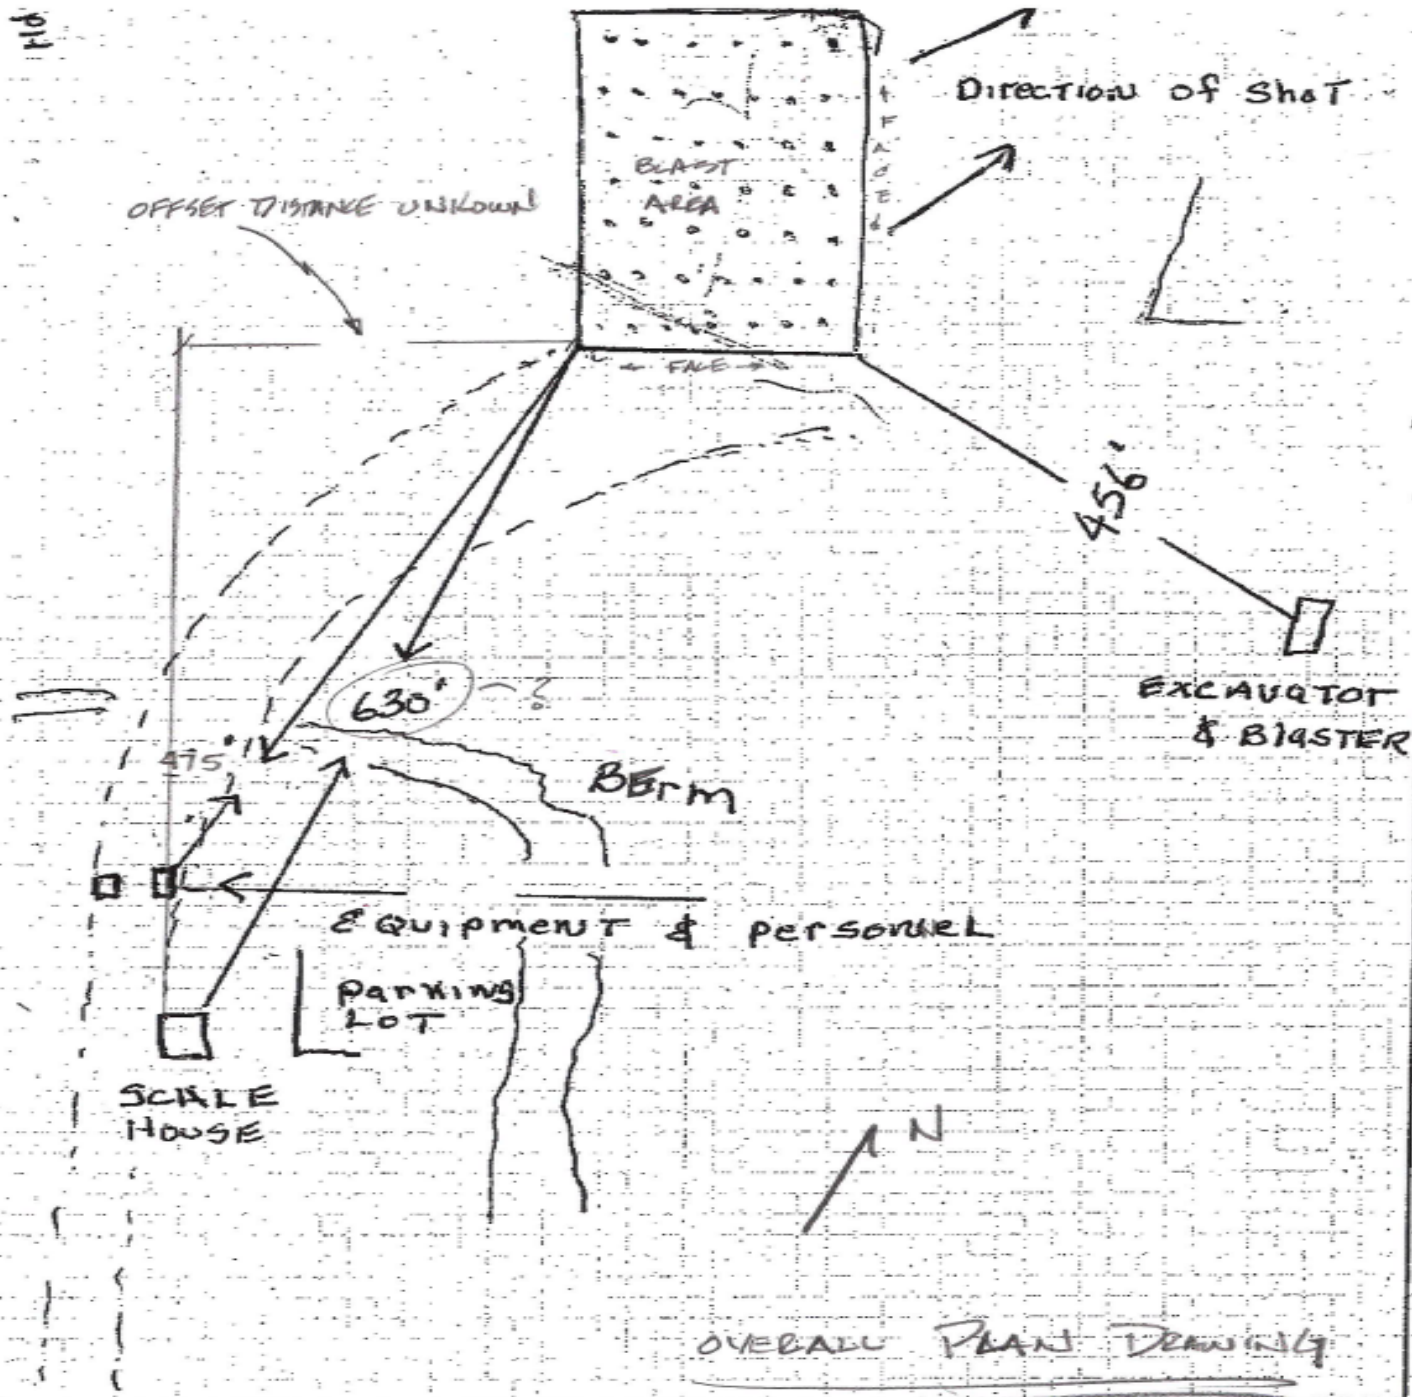 Direction of Shot
← FACE →
BLAST
AREA
OFFSET DISTANCE UNKOWN
← FACE →
456'
630' - ?
475'
EXCAVATOR
& BlaSTER
BErm
EQuipmenT & personnel
parking
LOT
SCALE
HOUSE
N
OVERALL PLAN DRAWING